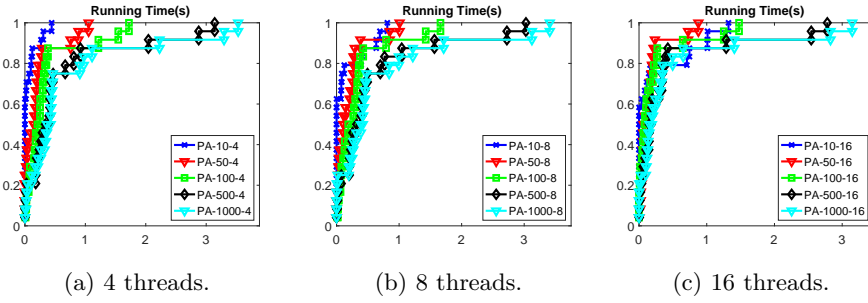 Running Time(s)
1
0.8
0.6
0.4
0.2
0
0 1 2 3
PA-10-4
PA-50-4
PA-100-4
PA-500-4
PA-1000-4
(a) 4 threads.
Running Time(s)
1
0.8
0.6
0.4
0.2
0
0 1 2 3
PA-10-8
PA-50-8
PA-100-8
PA-500-8
PA-1000-8
(b) 8 threads.
Running Time(s)
1
0.8
0.6
0.4
0.2
0
0 1 2 3
PA-10-16
PA-50-16
PA-100-16
PA-500-16
PA-1000-16
(c) 16 threads.